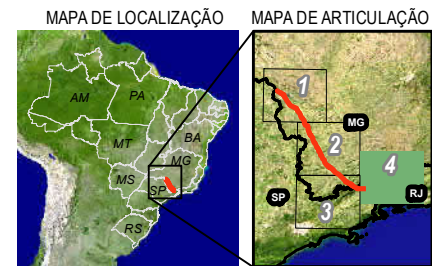 MAPA DE LOCALIZAÇÃO
MAPA DE ARTICULAÇÃO
AM
PA
MT
BA
MG
MS
SP
RS
1
MG
2
4
SP
RJ
3